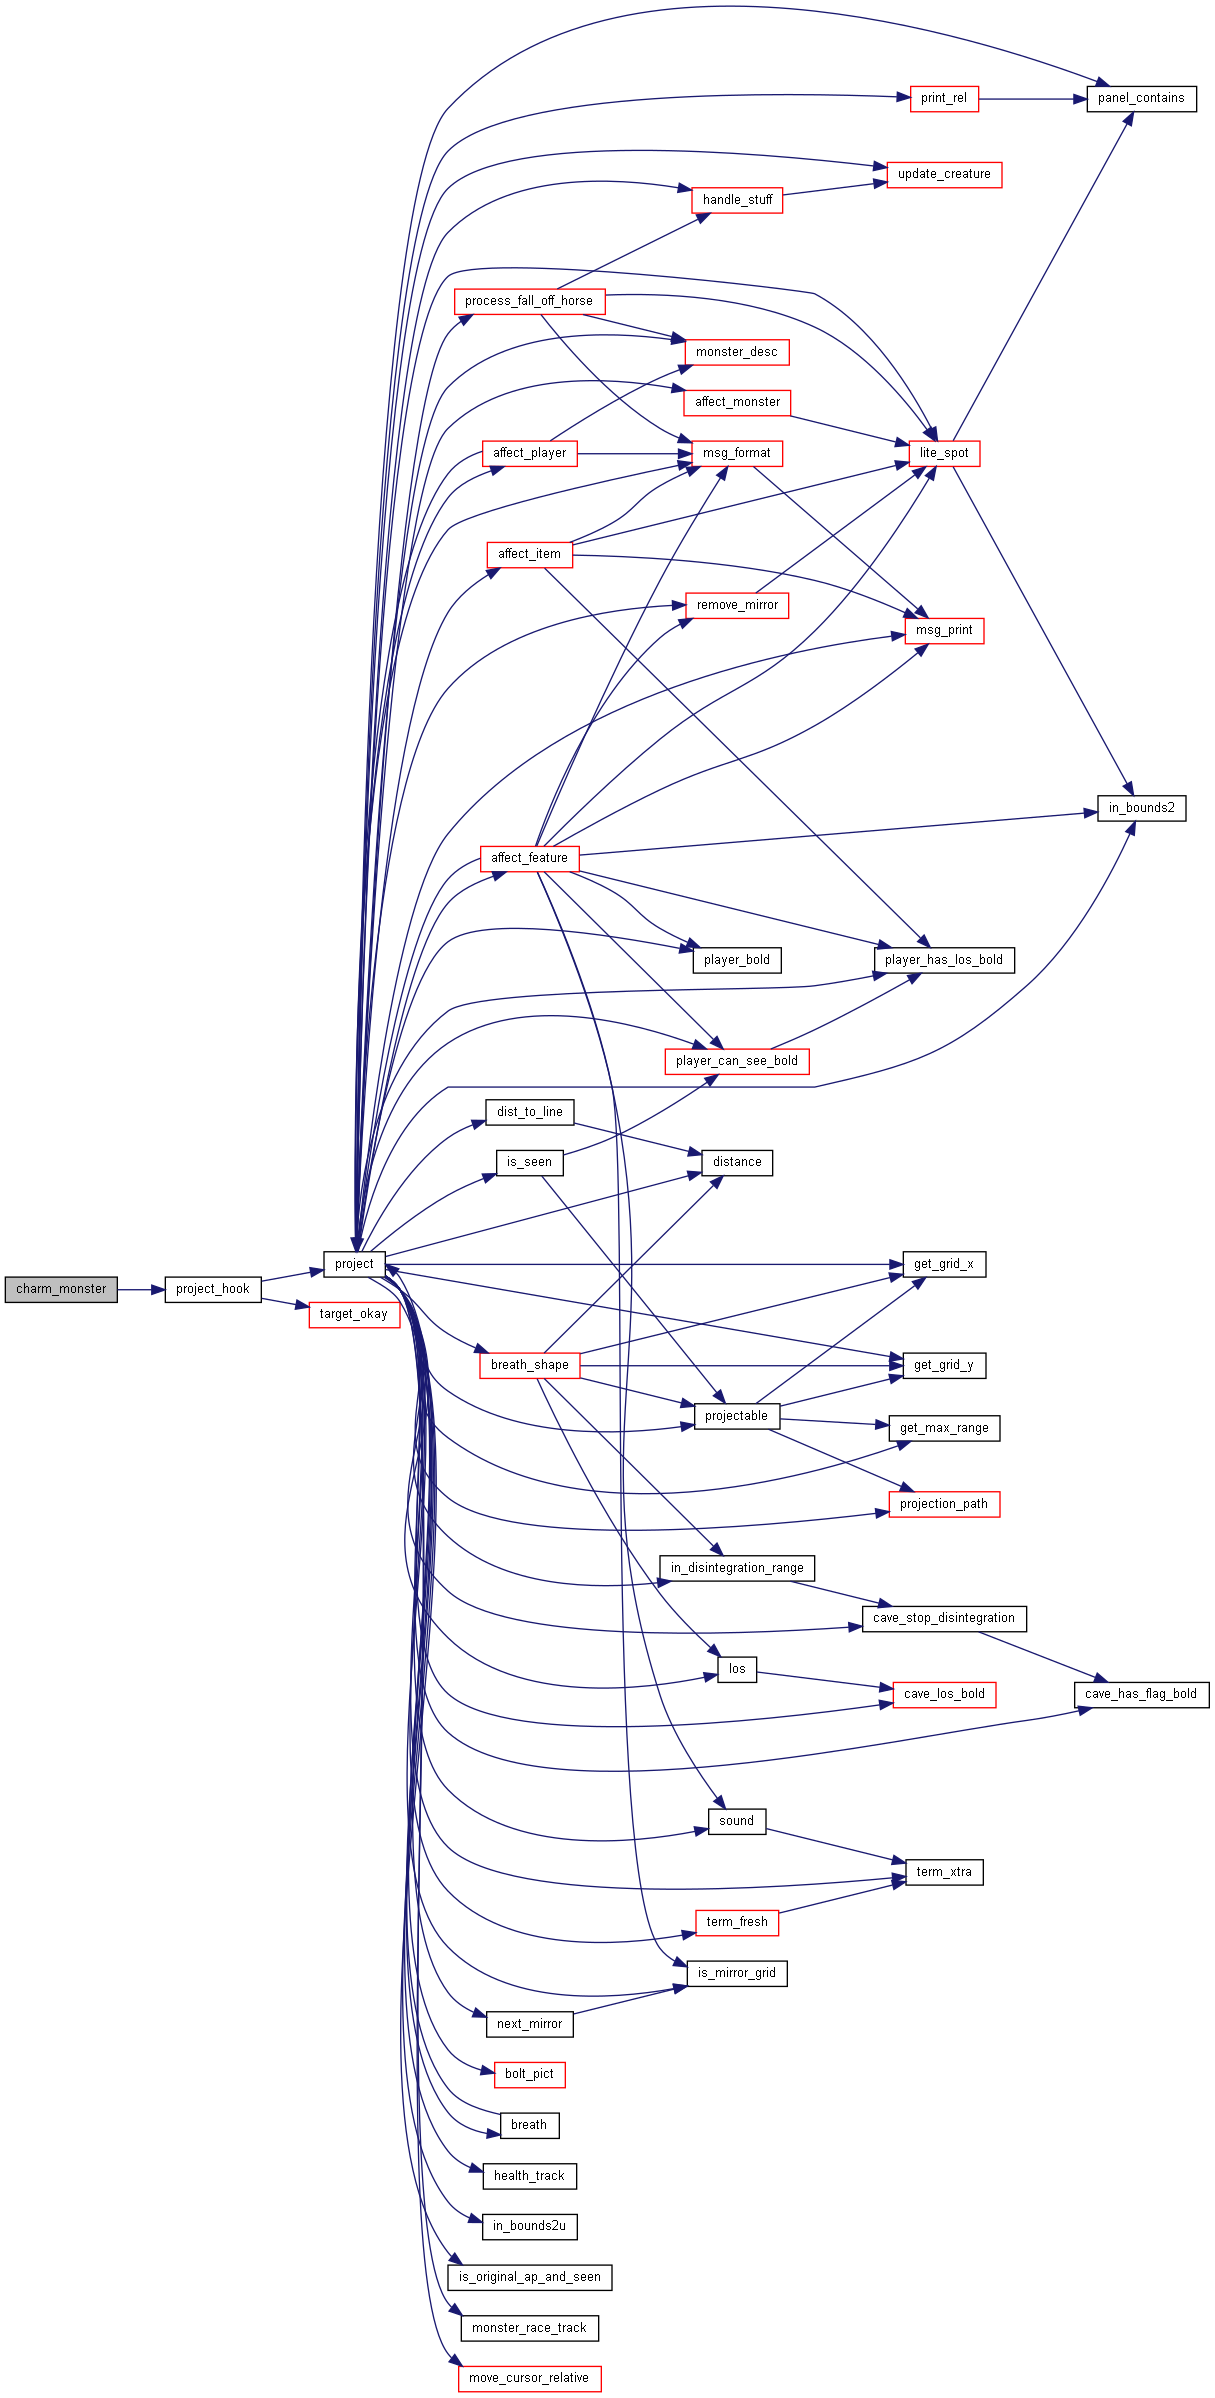 panel_contains
print_rel
update_creature
handle_stuff
process_fall_off_horse
monster_desc
affect_monster
affect_player
msg_format
lite_spot
affect_item
remove_mirror
msg_print
in_bounds2
affect_feature
player_bold
player_has_los_bold
player_can_see_bold
dist_to_line
is_seen
distance
project
get_grid_x
charm_monster
project_hook
target_okay
breath_shape
get_grid_y
projectable
get_max_range
projection_path
in_disintegration_range
cave_stop_disintegration
los
cave_los_bold
cave_has_flag_bold
sound
term_xtra
term_fresh
is_mirror_grid
next_mirror
bolt_pict
breath
health_track
in_bounds2u
is_original_ap_and_seen
monster_race_track
move_cursor_relative